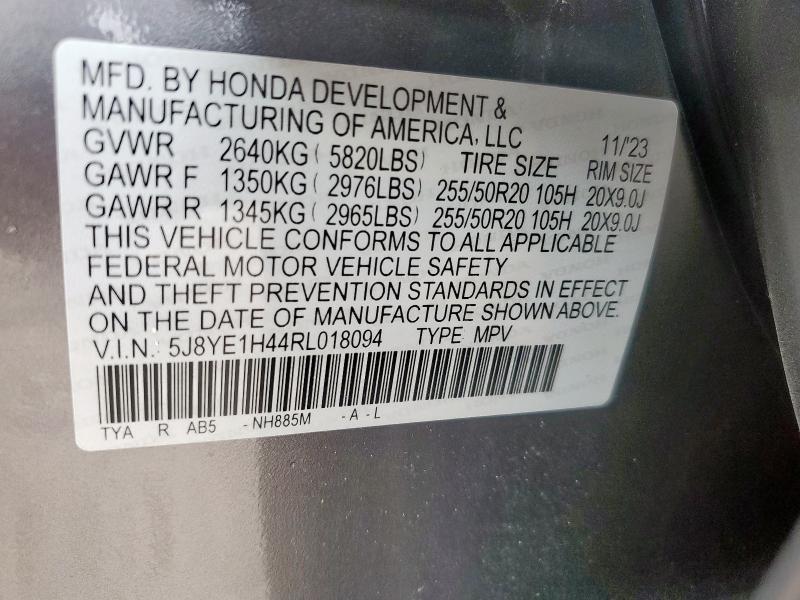 MFD. BY HONDA DEVELOPMENT &
MANUFACTURING OF AMERICA, LLC 11/'23
GVWR 2640KG( 5820LBS) TIRE SIZE RIM SIZE
GAWR F 1350KG( 2976LBS) 255/50R20 105H 20X9.0J
GAWR R 1345KG( 2965LBS) 255/50R20 105H 20X9.0J
THIS VEHICLE CONFORMS TO ALL APPLICABLE
FEDERAL MOTOR VEHICLE SAFETY
AND THEFT PREVENTION STANDARDS IN EFFECT
ON THE DATE OF MANUFACTURE SHOWN ABOVE.
V.I.N.: 5J8YE1H44RL018094 TYPE: MPV
TYA R AB5 -NH885M -A-L